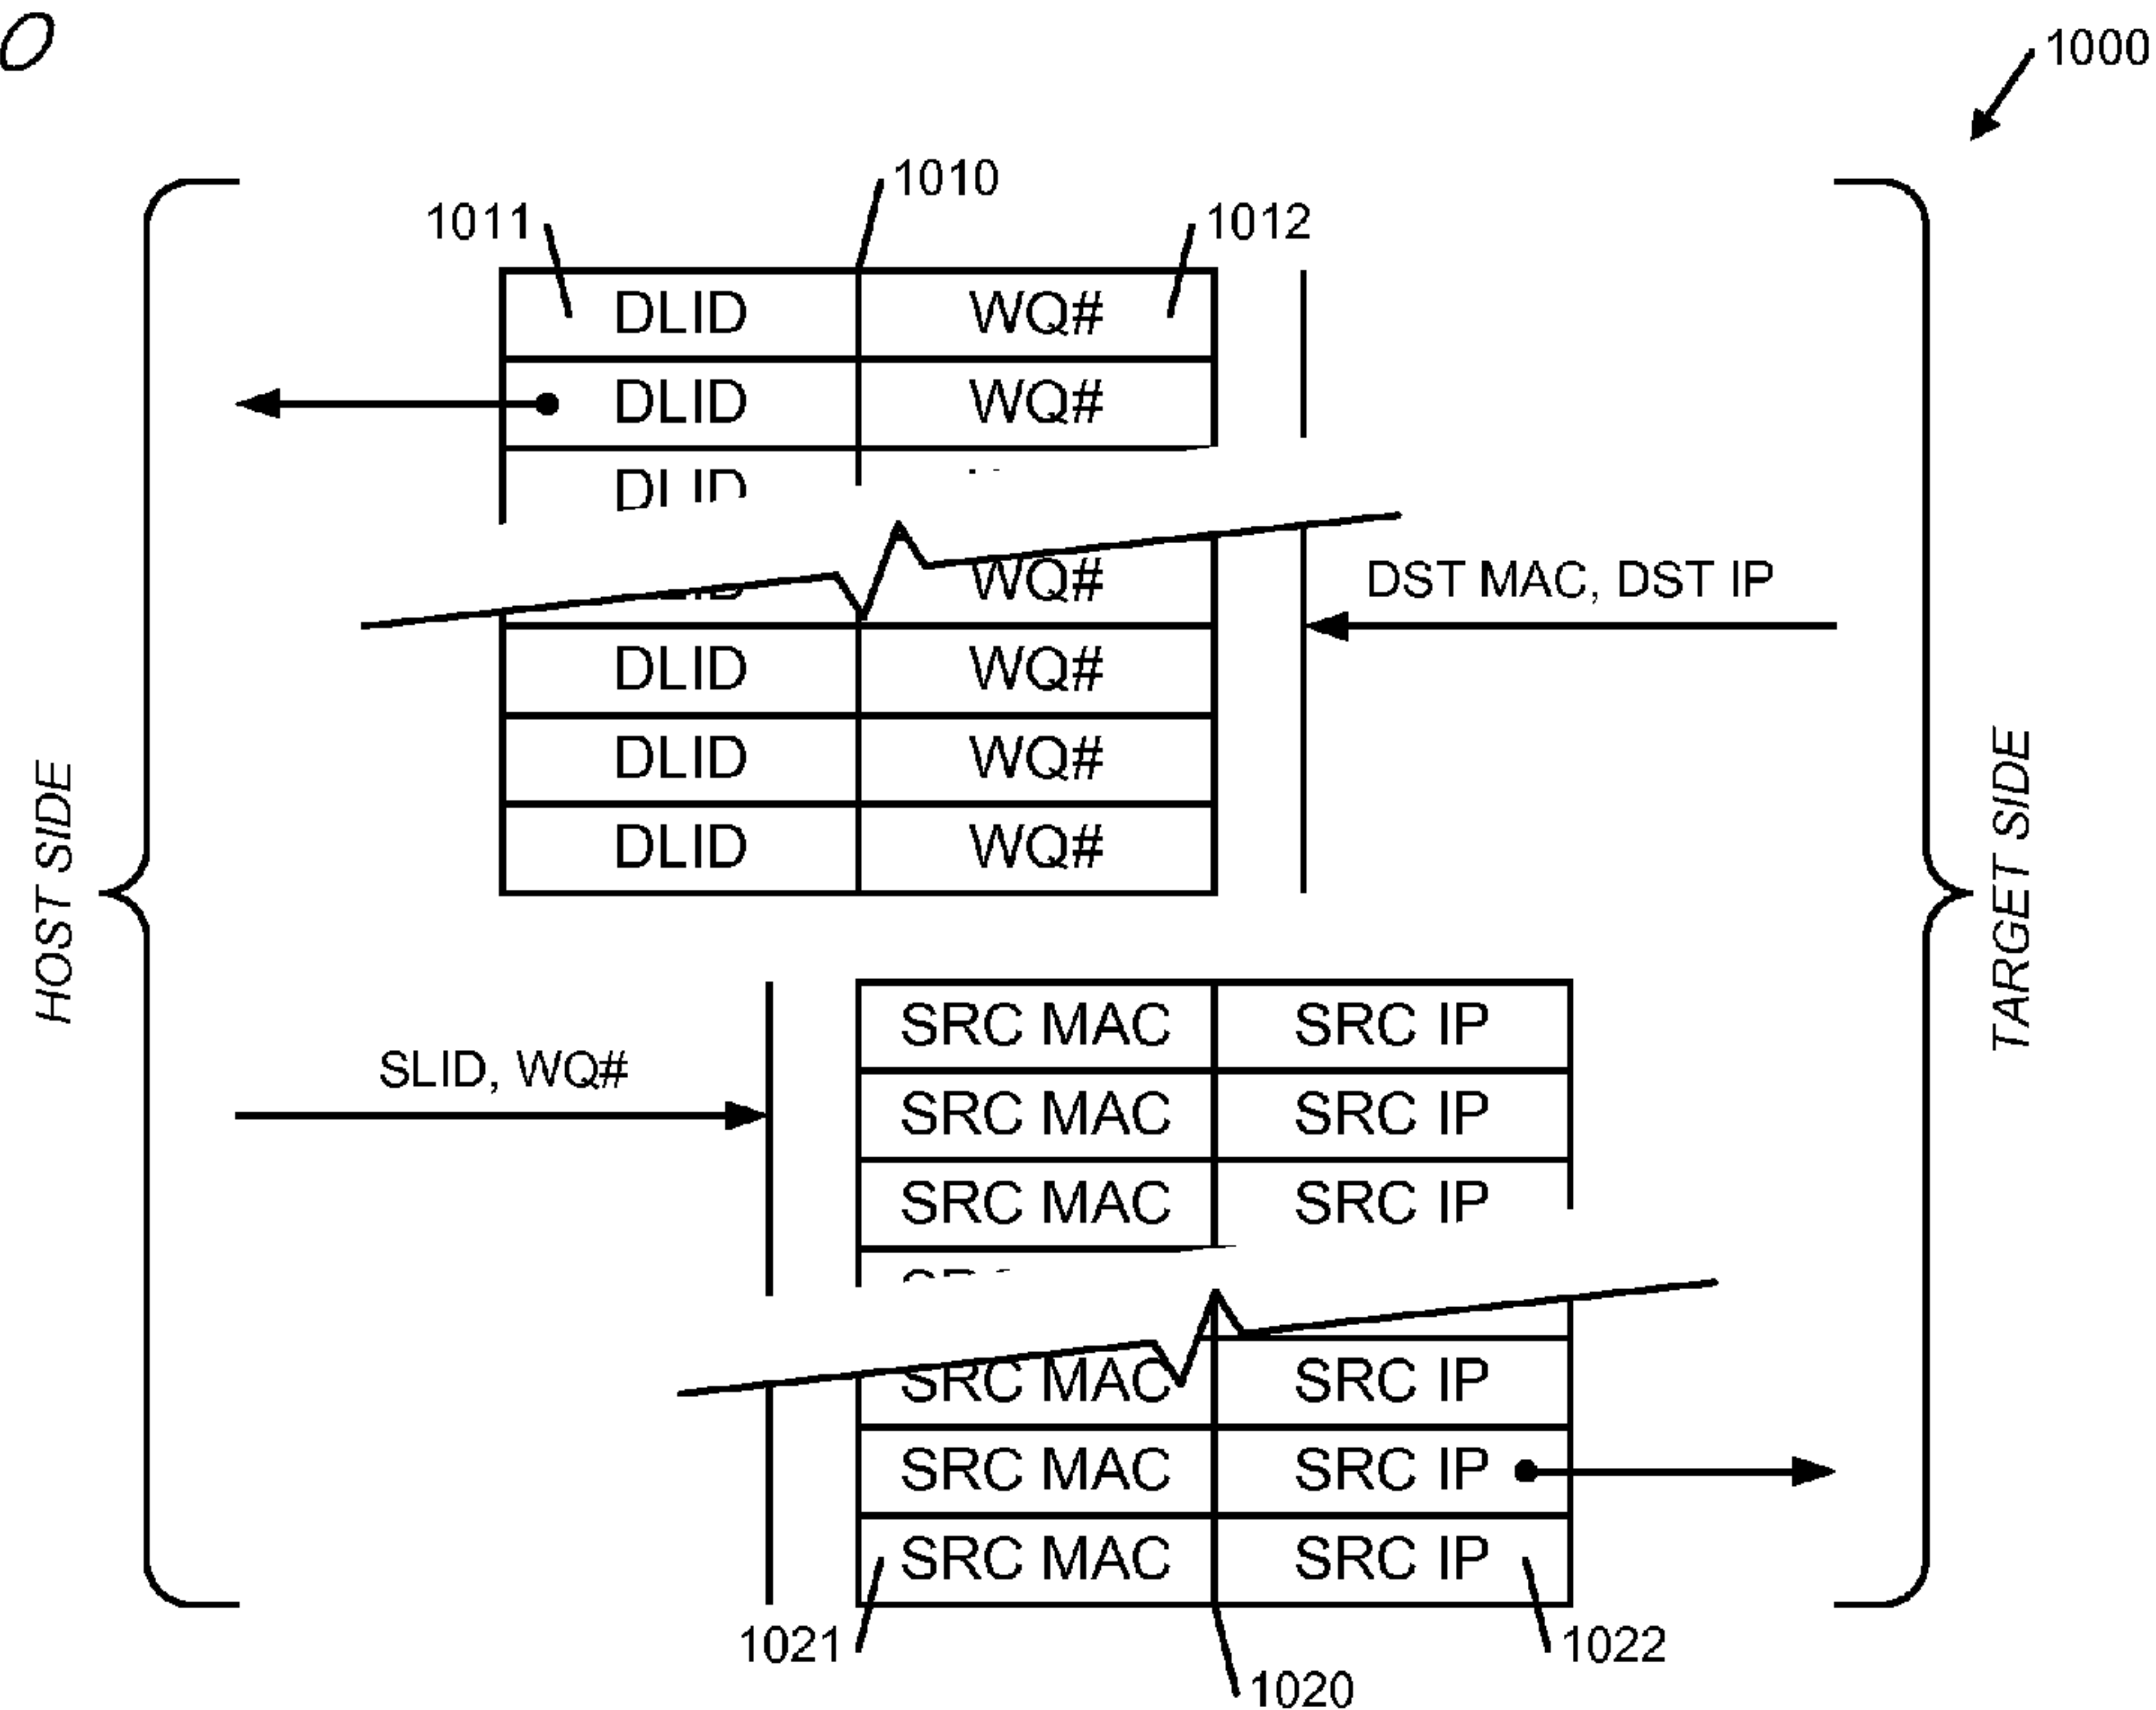 1000
1010
1011
1012
DLID WQ#
DLID WQ#
DLID
WQ#
DST MAC, DST IP
DLID WQ#
DLID WQ#
DLID WQ#
HOST SIDE
TARGET SIDE
SRC MAC SRC IP
SLID, WQ#
SRC MAC SRC IP
SRC MAC SRC IP
SRC MAC SRC IP
SRC MAC SRC IP
SRC MAC SRC IP
1021
1022
1020